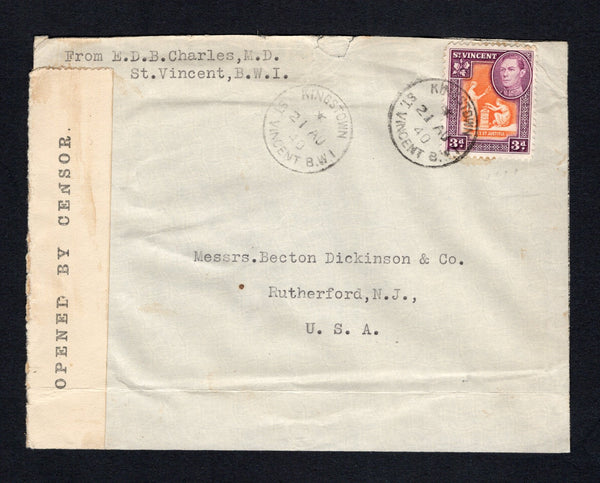 From E.D.B.Charles,M.D.
St.Vincent,B.W.I.
ST.VINCENT
3d
3d
KINGSTOWN
*
21 AU
40
ST. VINCENT B.W.I
KINGSTOWN
*
21 AU
40
ST. VINCENT B.W.I
OPENED BY CENSOR.
Messrs.Becton Dickinson & Co.
Rutherford,N.J.,
U. S. A.